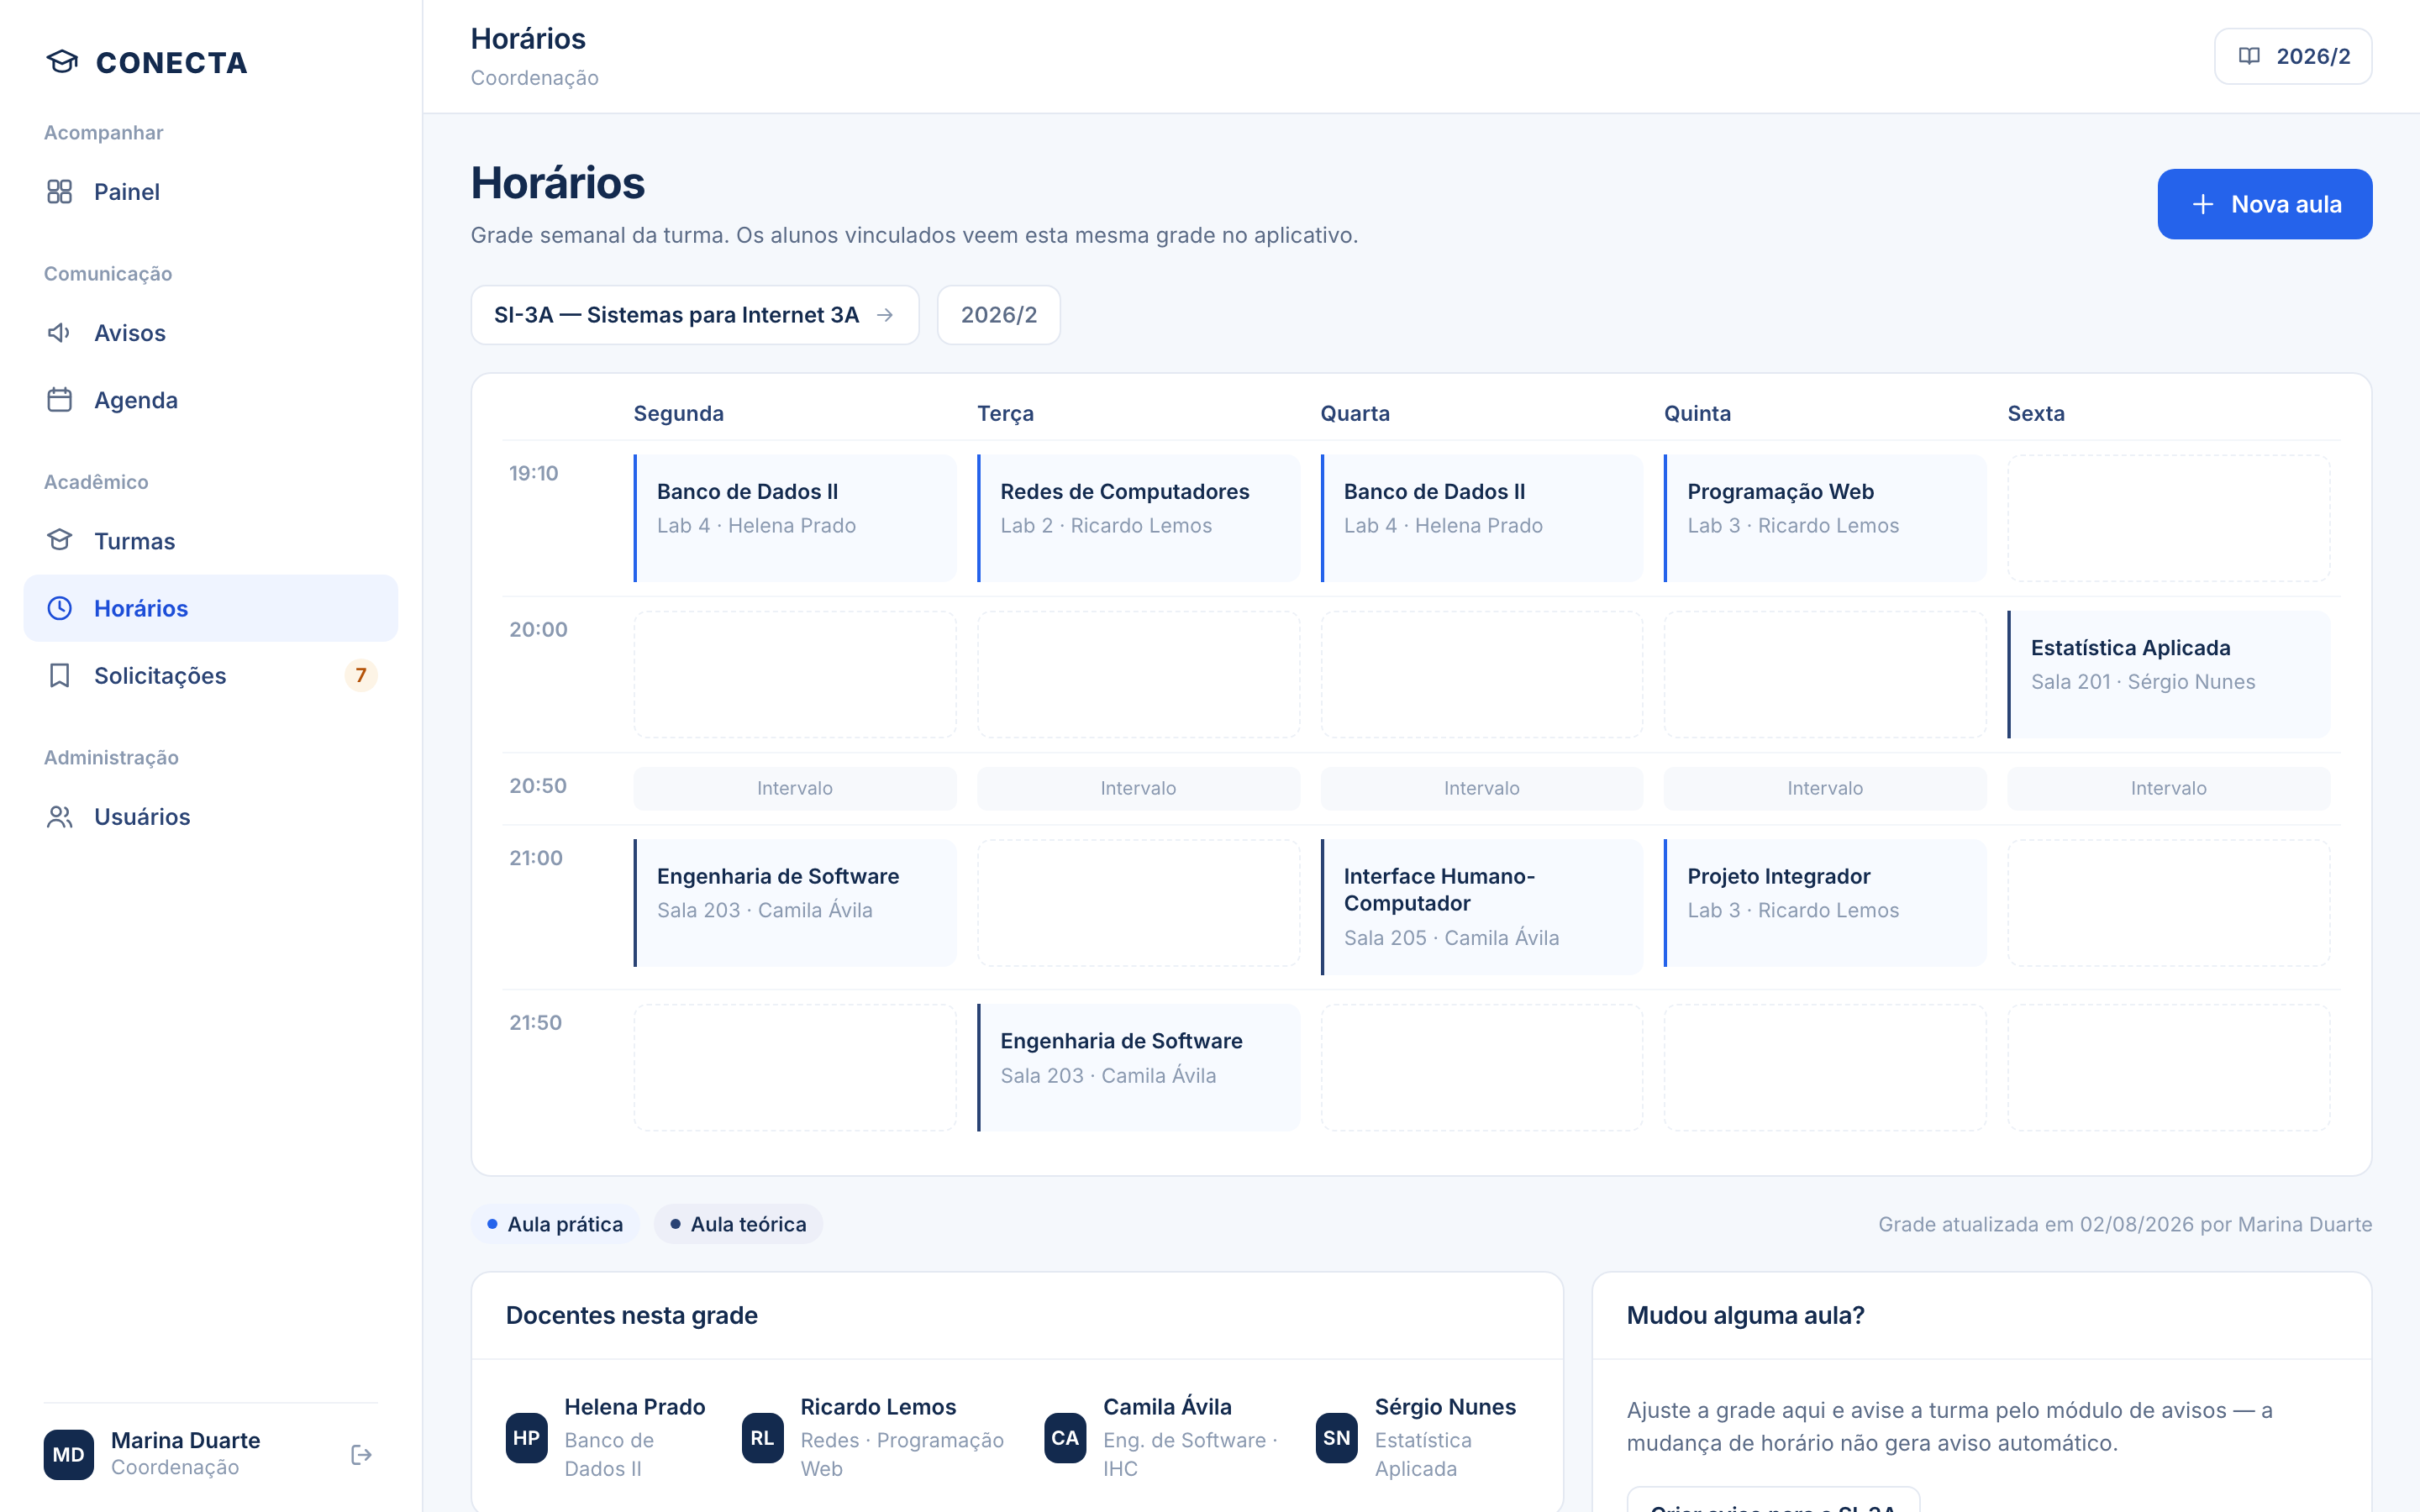 CONECTA
Acompanhar
Painel
Comunicação
Avisos
Agenda
Acadêmico
Turmas
Horários
Solicitações 7
Administração
Usuários
MD
Marina Duarte
Coordenação
Horários
Coordenação
2026/2
Horários
Grade semanal da turma. Os alunos vinculados veem esta mesma grade no aplicativo.
Nova aula
SI-3A — Sistemas para Internet 3A → 2026/2
Segunda Terça Quarta Quinta Sexta
19:10
Banco de Dados II
Lab 4 · Helena Prado
Redes de Computadores
Lab 2 · Ricardo Lemos
Banco de Dados II
Lab 4 · Helena Prado
Programação Web
Lab 3 · Ricardo Lemos
20:00
Estatística Aplicada
Sala 201 · Sérgio Nunes
20:50 Intervalo Intervalo Intervalo Intervalo Intervalo
21:00
Engenharia de Software
Sala 203 · Camila Ávila
Interface Humano-
Computador
Sala 205 · Camila Ávila
Projeto Integrador
Lab 3 · Ricardo Lemos
21:50
Engenharia de Software
Sala 203 · Camila Ávila
Aula prática Aula teórica
Grade atualizada em 02/08/2026 por Marina Duarte
Docentes nesta grade
HP
Helena Prado
Banco de
Dados II
RL
Ricardo Lemos
Redes · Programação
Web
CA
Camila Ávila
Eng. de Software ·
IHC
SN
Sérgio Nunes
Estatística
Aplicada
Mudou alguma aula?
Ajuste a grade aqui e avise a turma pelo módulo de avisos — a
mudança de horário não gera aviso automático.
Criar aviso para a SI-3A